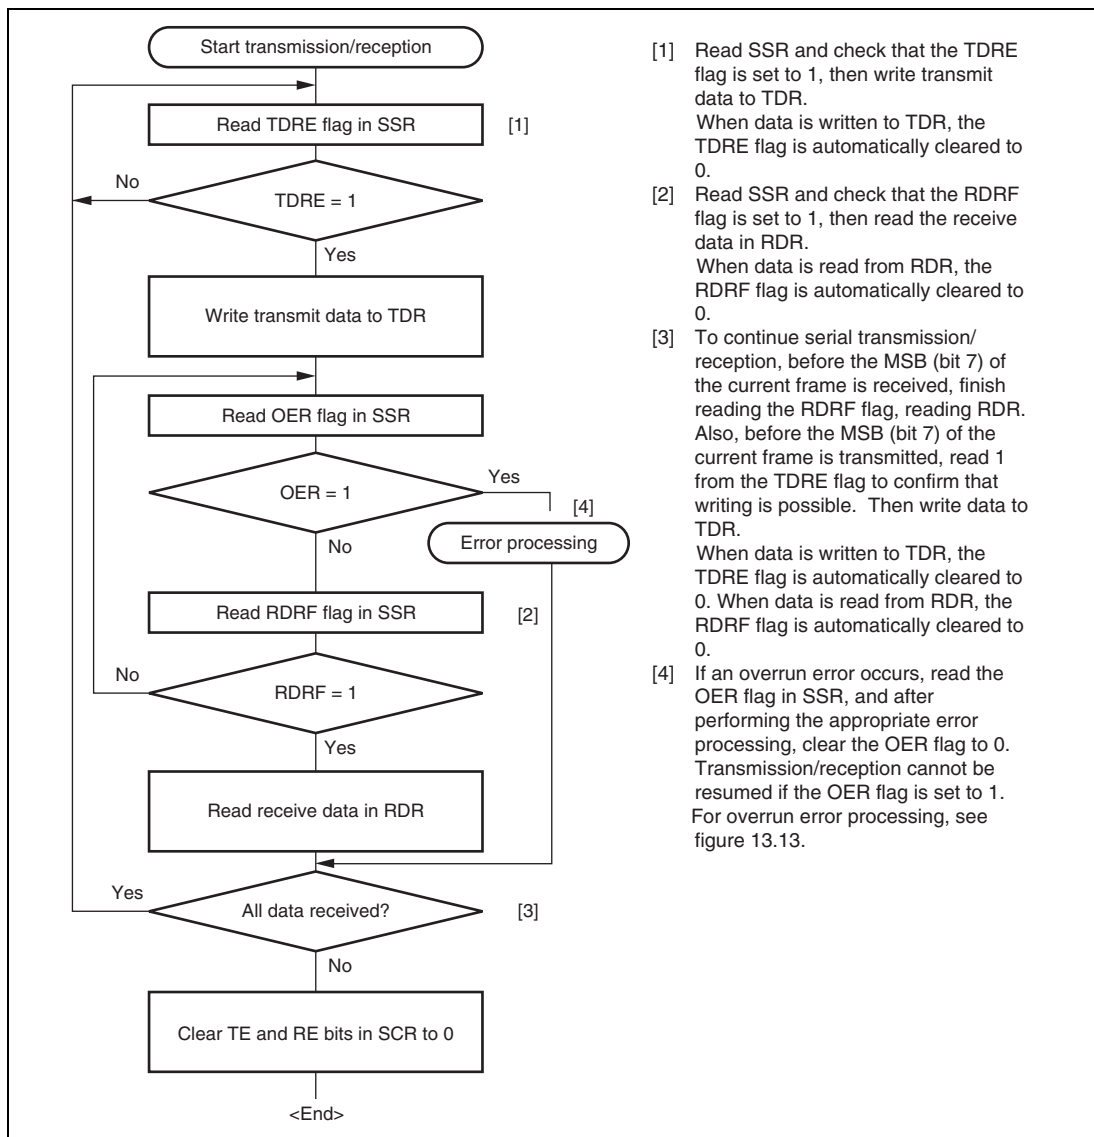 Start transmission/reception
Read TDRE flag in SSR
[1]
No
TDRE = 1
Yes
Write transmit data to TDR
Read OER flag in SSR
OER = 1
Yes
[4]
Error processing
No
Read RDRF flag in SSR
[2]
No
RDRF = 1
Yes
Read receive data in RDR
Yes
All data received?
[3]
No
Clear TE and RE bits in SCR to 0
<End>
[1] Read SSR and check that the TDRE
flag is set to 1, then write transmit
data to TDR.
When data is written to TDR, the
TDRE flag is automatically cleared to
0.
[2] Read SSR and check that the RDRF
flag is set to 1, then read the receive
data in RDR.
When data is read from RDR, the
RDRF flag is automatically cleared to
0.
[3] To continue serial transmission/
reception, before the MSB (bit 7) of
the current frame is received, finish
reading the RDRF flag, reading RDR.
Also, before the MSB (bit 7) of the
current frame is transmitted, read 1
from the TDRE flag to confirm that
writing is possible. Then write data to
TDR.
When data is written to TDR, the
TDRE flag is automatically cleared to
0. When data is read from RDR, the
RDRF flag is automatically cleared to
0.
[4] If an overrun error occurs, read the
OER flag in SSR, and after
performing the appropriate error
processing, clear the OER flag to 0.
Transmission/reception cannot be
resumed if the OER flag is set to 1.
For overrun error processing, see
figure 13.13.